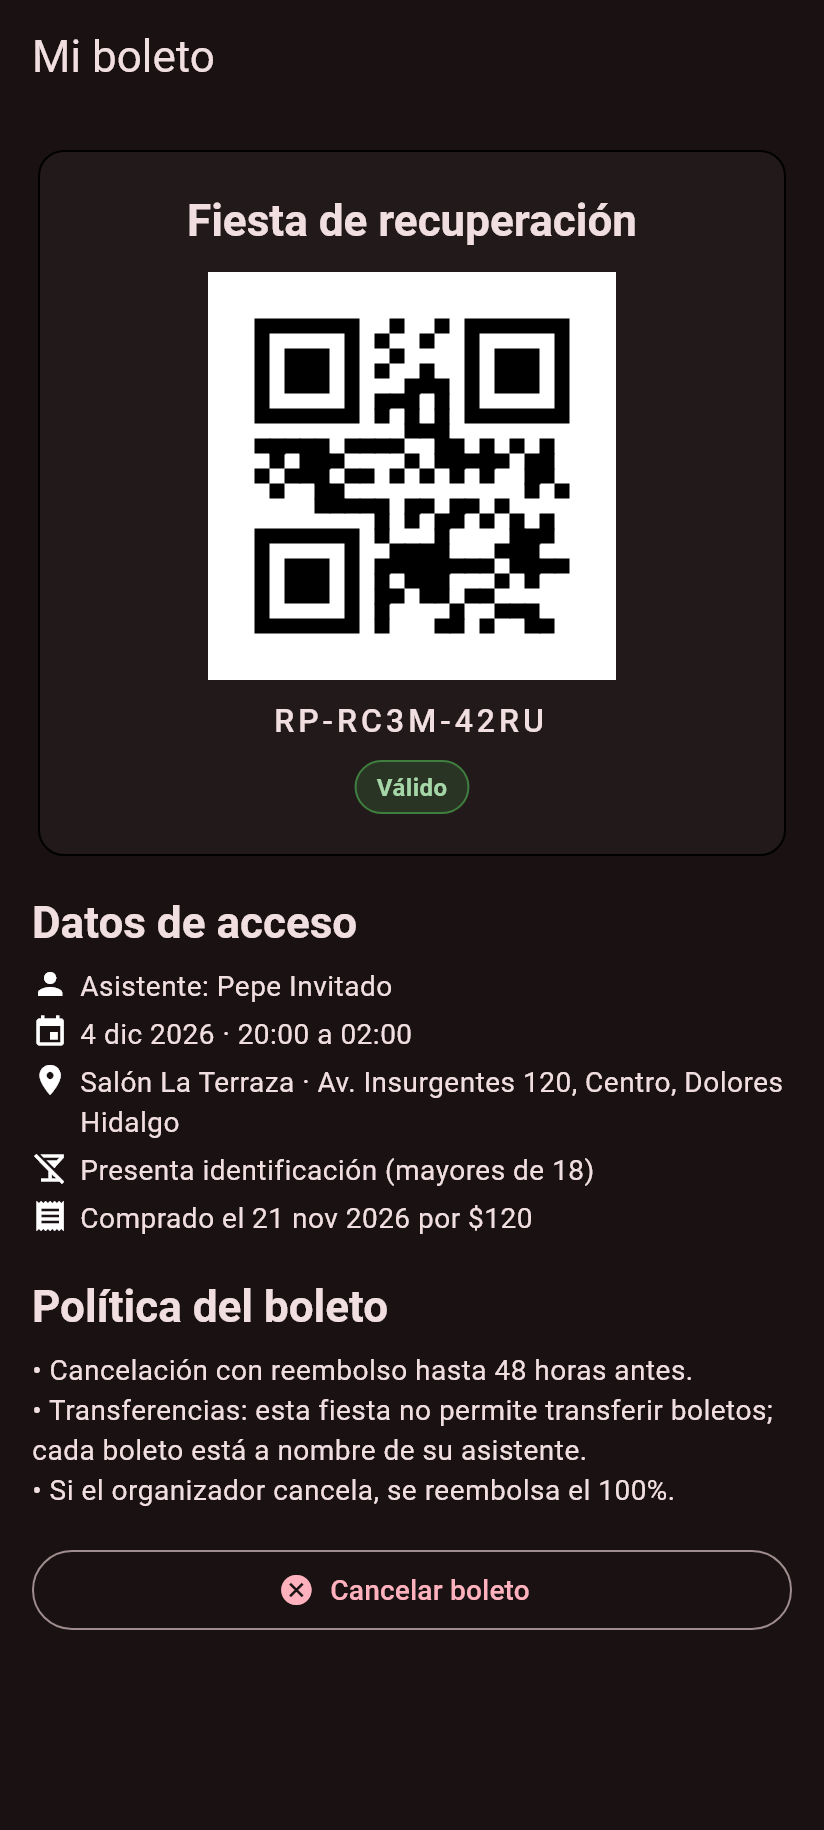 Mi boleto
Fiesta de recuperación
RP-RC3M-42RU
Válido
Datos de acceso
Asistente: Pepe Invitado
4 dic 2026 · 20:00 a 02:00
Salón La Terraza · Av. Insurgentes 120, Centro, Dolores
Hidalgo
Presenta identificación (mayores de 18)
Comprado el 21 nov 2026 por $120
Política del boleto
• Cancelación con reembolso hasta 48 horas antes.
• Transferencias: esta fiesta no permite transferir boletos;
cada boleto está a nombre de su asistente.
• Si el organizador cancela, se reembolsa el 100%.
Cancelar boleto